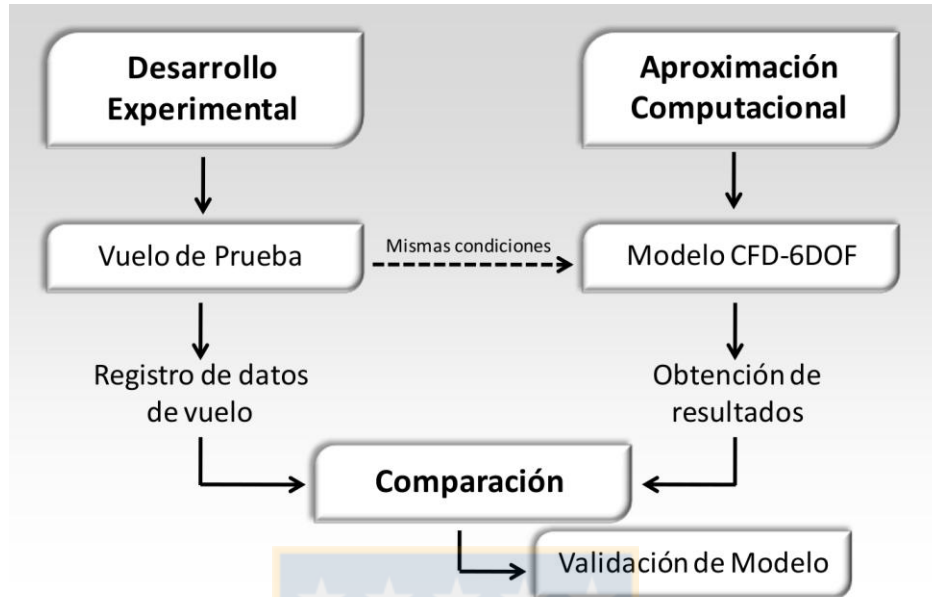 Desarrollo
Experimental
Aproximación
Computacional
Vuelo de Prueba
Mismas condiciones
Modelo CFD-6DOF
Registro de datos
de vuelo
Obtención de
resultados
Comparación
Validación de Modelo